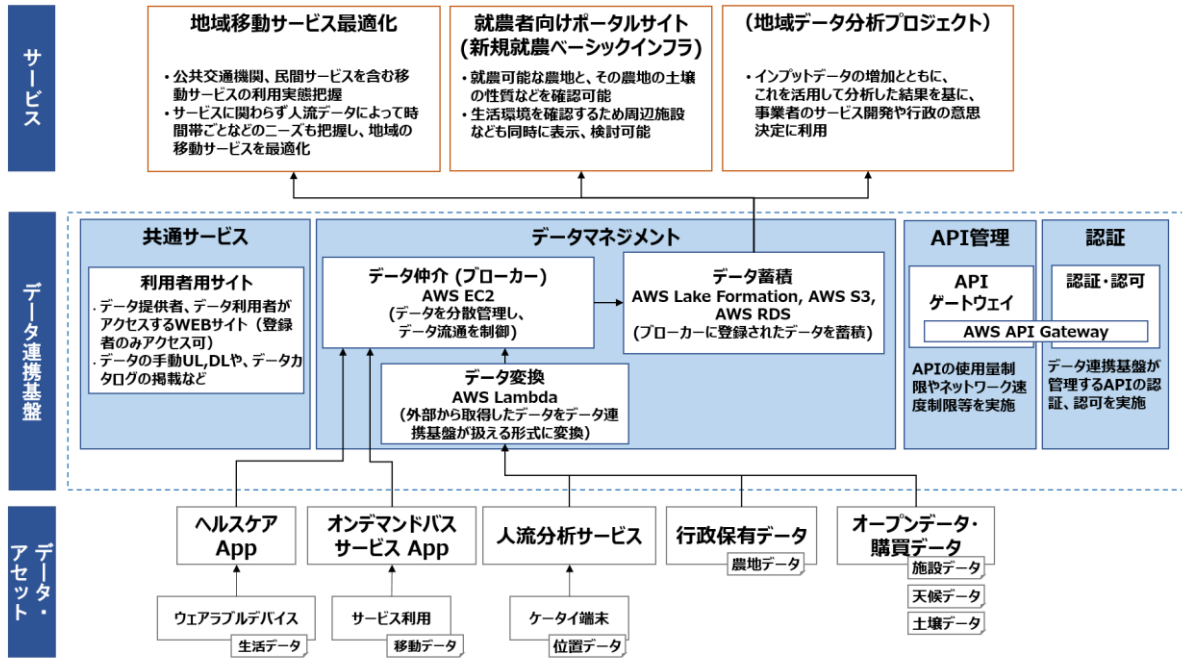 サービス
地域移動サービス最適化
・公共交通機関、民間サービスを含む移
動サービスの利用実態把握
・サービスに関わらず人流データによって時
間帯ごとなどのニーズも把握し、地域の
移動サービスを最適化
就農者向けポータルサイト
(新規就農ベーシックインフラ)
・就農可能な農地と、その農地の土壌
の性質などを確認可能
・生活環境を確認するため周辺施設
なども同時に表示、検討可能
(地域データ分析プロジェクト)
・インプットデータの増加とともに、
これを活用して分析した結果を基に、
事業者のサービス開発や行政の意思
決定に利用
データ連携基盤
共通サービス
利用者用サイト
・データ提供者、データ利用者が
アクセスするWEBサイト（登録
者のみアクセス可）
・データの手動UL,DLや、データカ
タログの掲載など
データマネジメント
データ仲介 (ブローカー)
AWS EC2
(データを分散管理し、
データ流通を制御)
データ蓄積
AWS Lake Formation, AWS S3,
AWS RDS
(ブローカーに登録されたデータを蓄積)
データ変換
AWS Lambda
（外部から取得したデータをデータ連
携基盤が扱える形式に変換）
API管理
API
ゲートウェイ
認証
認証・認可
AWS API Gateway
APIの使用量制
限やネットワーク速
度制限等を実施
データ連携基盤が
管理するAPIの認
証、認可を実施
データ・
アセット
ヘルスケア
App
オンデマンドバス
サービス App
人流分析サービス
行政保有データ
農地データ
オープンデータ・
購買データ
施設データ
天候データ
土壌データ
ウェアラブルデバイス
生活データ
サービス利用
移動データ
ケータイ端末
位置データ